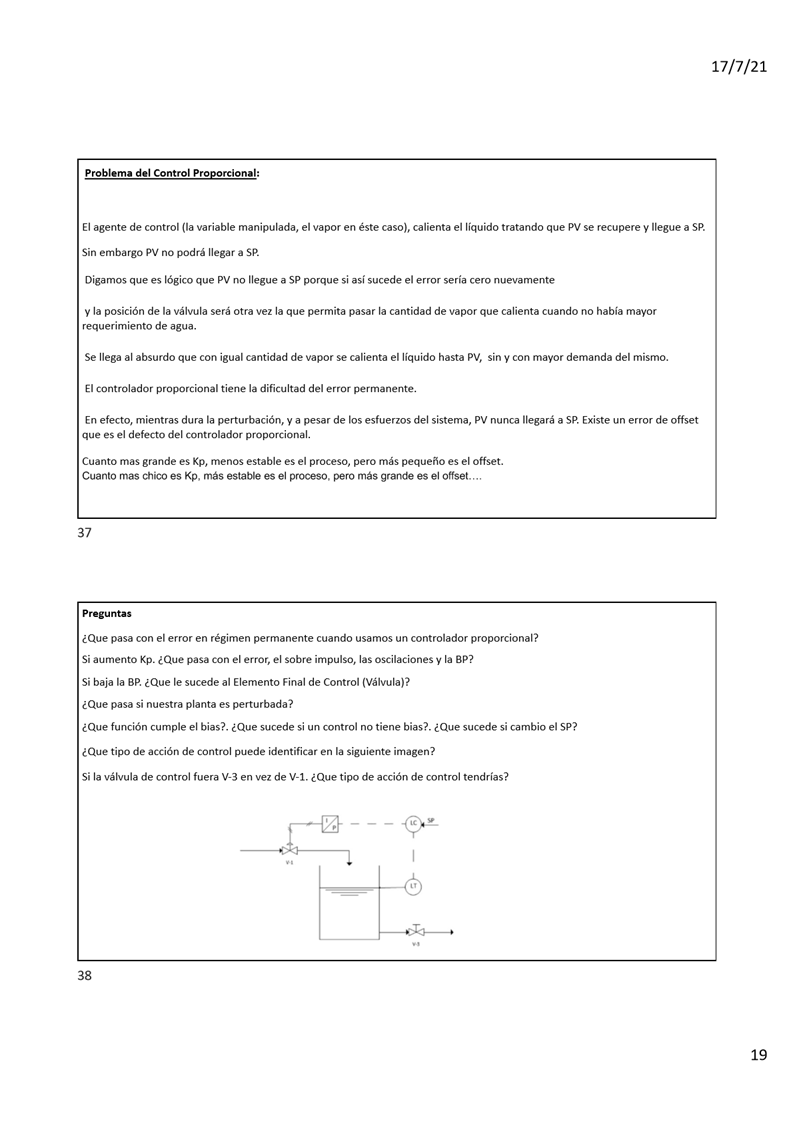 17/7/21
Problema del Control Proporcional:
El agente de control (la variable manipulada, el vapor en éste caso), calienta el líquido tratando que PV se recupere y llegue a SP.
Sin embargo PV no podrá llegar a SP.
Digamos que es lógico que PV no llegue a SP porque si así sucede el error sería cero nuevamente
y la posición de la válvula será otra vez la que permita pasar la cantidad de vapor que calienta cuando no había mayor
requerimiento de agua.
Se llega al absurdo que con igual cantidad de vapor se calienta el líquido hasta PV, sin y con mayor demanda del mismo.
El controlador proporcional tiene la dificultad del error permanente.
En efecto, mientras dura la perturbación, y a pesar de los esfuerzos del sistema, PV nunca llegará a SP. Existe un error de offset
que es el defecto del controlador proporcional.
Cuanto mas grande es Kp, menos estable es el proceso, pero más pequeño es el offset.
Cuanto mas chico es Kp, más estable es el proceso, pero más grande es el offset….
37
Preguntas
¿Que pasa con el error en régimen permanente cuando usamos un controlador proporcional?
Si aumento Kp. ¿Que pasa con el error, el sobre impulso, las oscilaciones y la BP?
Si baja la BP. ¿Que le sucede al Elemento Final de Control (Válvula)?
¿Que pasa si nuestra planta es perturbada?
¿Que función cumple el bias?. ¿Que sucede si un control no tiene bias?. ¿Que sucede si cambio el SP?
¿Que tipo de acción de control puede identificar en la siguiente imagen?
Si la válvula de control fuera V-3 en vez de V-1. ¿Que tipo de acción de control tendrías?
I
P
LC
SP
V-1
LT
V-3
38
19